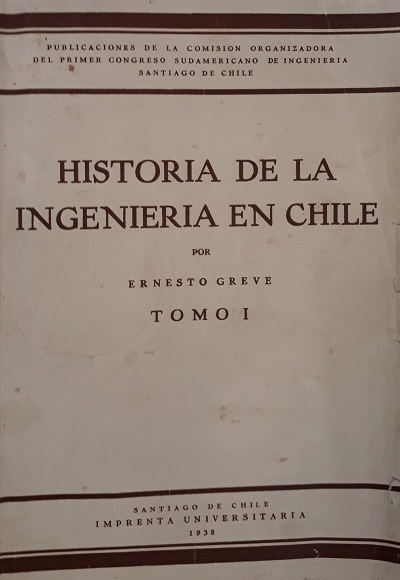 PUBLICACIONES DE LA COMISION ORGANIZADORA
DEL PRIMER CONGRESO SUDAMERICANO DE INGENIERIA
SANTIAGO DE CHILE
HISTORIA DE LA
INGENIERIA EN CHILE
POR
ERNESTO GREVE
TOMO I
SANTIAGO DE CHILE
IMPRENTA UNIVERSITARIA
1938